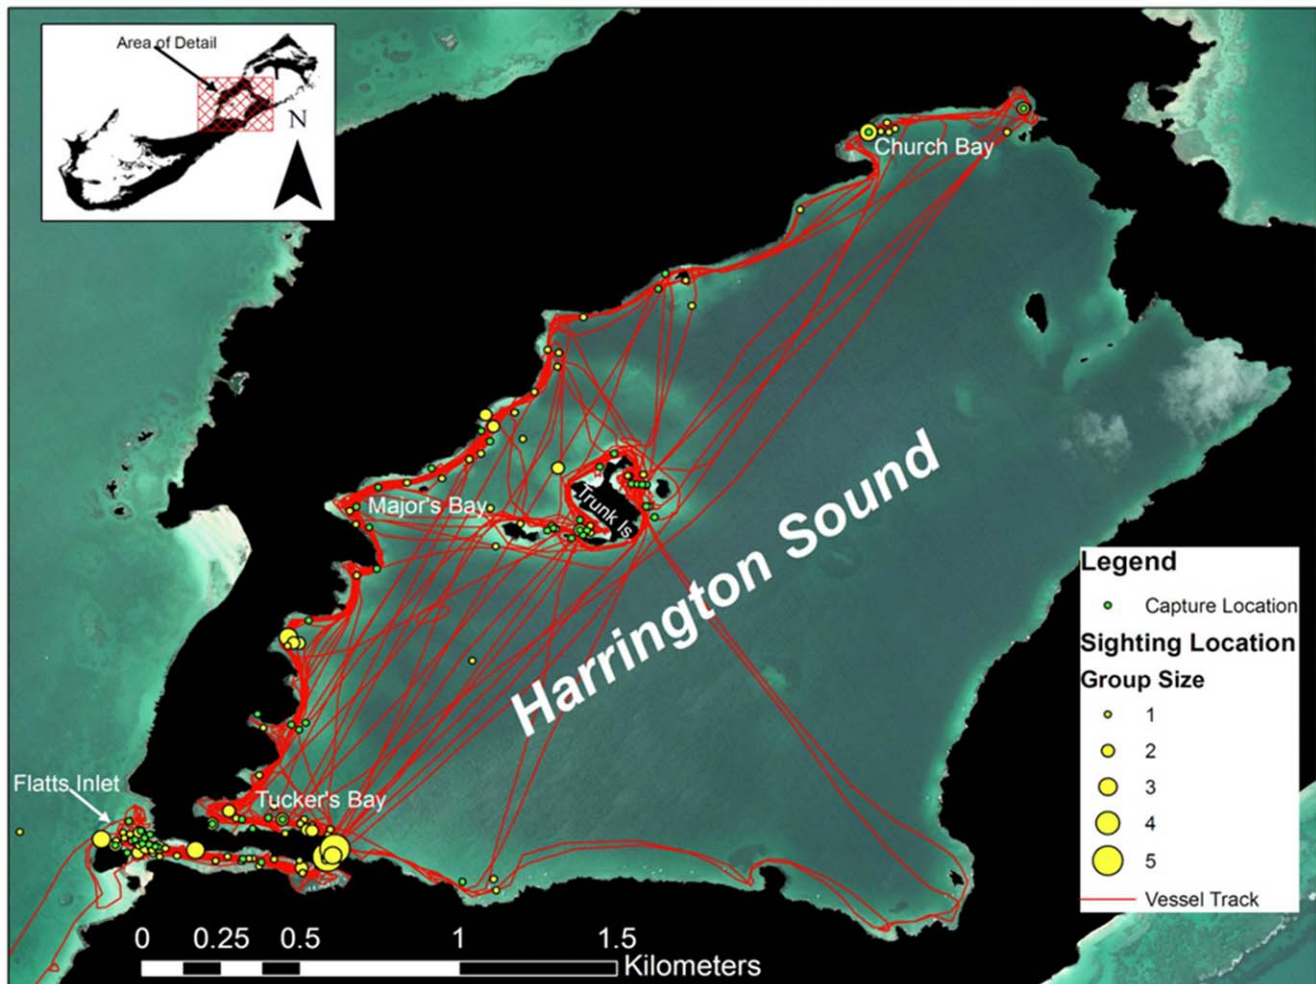 Area of Detail
N
Church Bay
Major's Bay
Trunk Is
Harrington Sound
Flatts Inlet
Tucker's Bay
0 0.25 0.5 1 1.5
Kilometers
Legend
Capture Location
Sighting Location
Group Size
1
2
3
4
5
Vessel Track